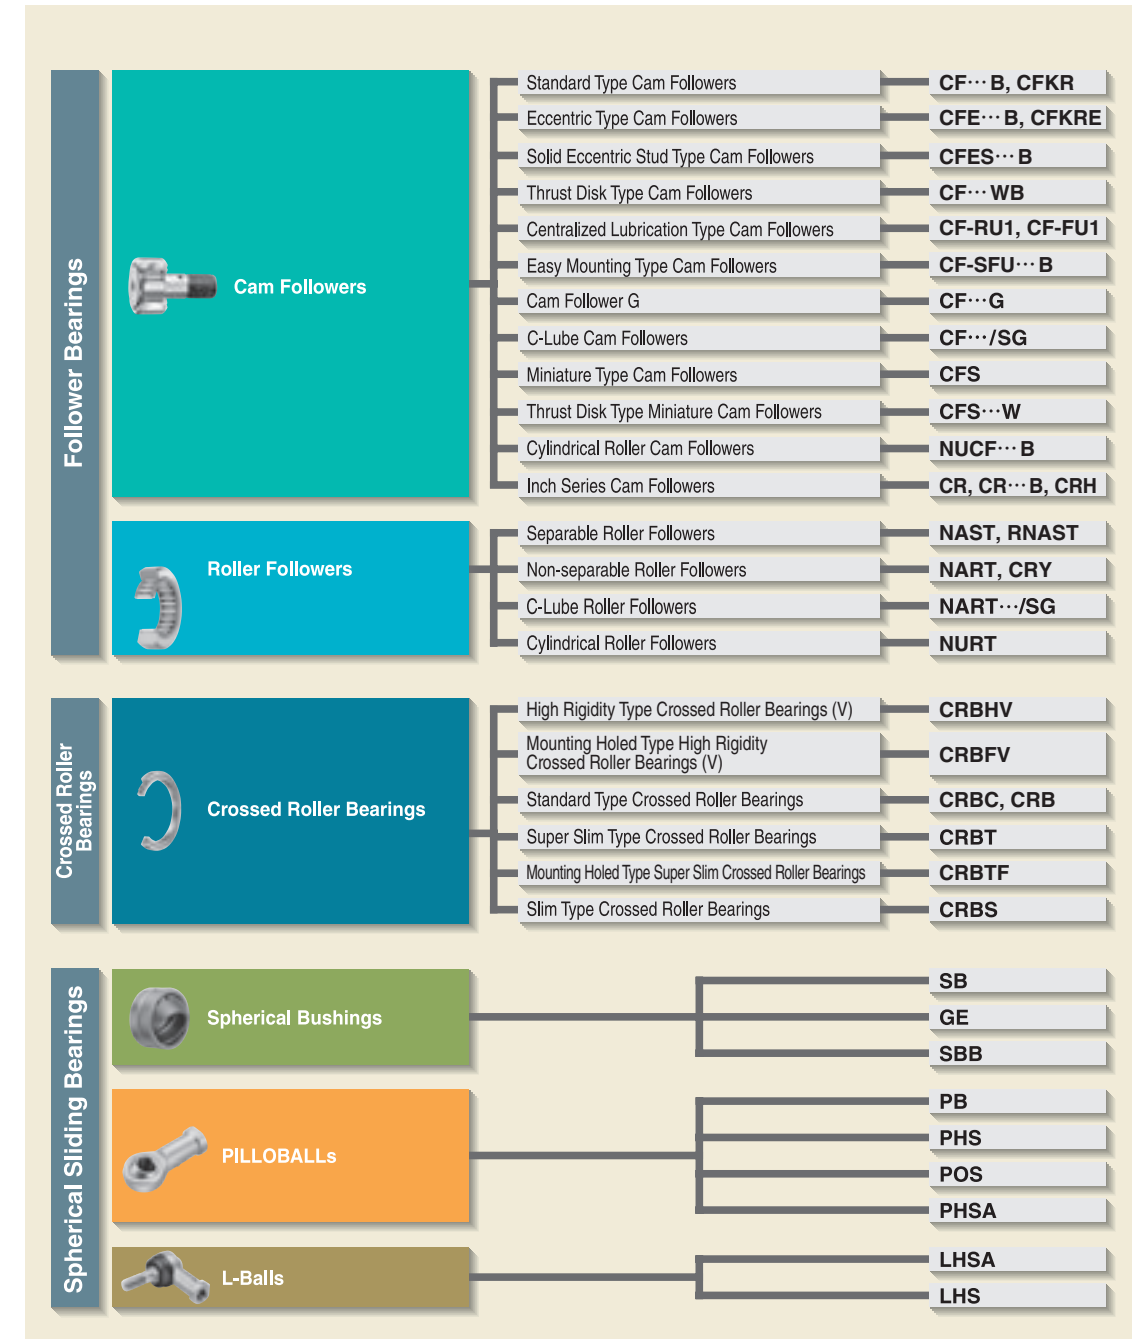 Follower Bearings
Cam Followers
Standard Type Cam Followers
CF⋯B, CFKR
Eccentric Type Cam Followers
CFE⋯B, CFKRE
Solid Eccentric Stud Type Cam Followers
CFES⋯B
Thrust Disk Type Cam Followers
CF⋯WB
Centralized Lubrication Type Cam Followers
CF-RU1, CF-FU1
Easy Mounting Type Cam Followers
CF-SFU⋯B
Cam Follower G
CF⋯G
C-Lube Cam Followers
CF⋯/SG
Miniature Type Cam Followers
CFS
Thrust Disk Type Miniature Cam Followers
CFS⋯W
Cylindrical Roller Cam Followers
NUCF⋯B
Inch Series Cam Followers
CR, CR⋯B, CRH
Roller Followers
Separable Roller Followers
NAST, RNAST
Non-separable Roller Followers
NART, CRY
C-Lube Roller Followers
NART⋯/SG
Cylindrical Roller Followers
NURT
Crossed Roller
Bearings
Crossed Roller Bearings
High Rigidity Type Crossed Roller Bearings (V)
CRBHV
Mounting Holed Type High Rigidity
Crossed Roller Bearings (V)
CRBFV
Standard Type Crossed Roller Bearings
CRBC, CRB
Super Slim Type Crossed Roller Bearings
CRBT
Mounting Holed Type Super Slim Crossed Roller Bearings
CRBTF
Slim Type Crossed Roller Bearings
CRBS
Spherical Sliding Bearings
Spherical Bushings
SB
GE
SBB
PILLOBALLs
PB
PHS
POS
PHSA
L-Balls
LHSA
LHS